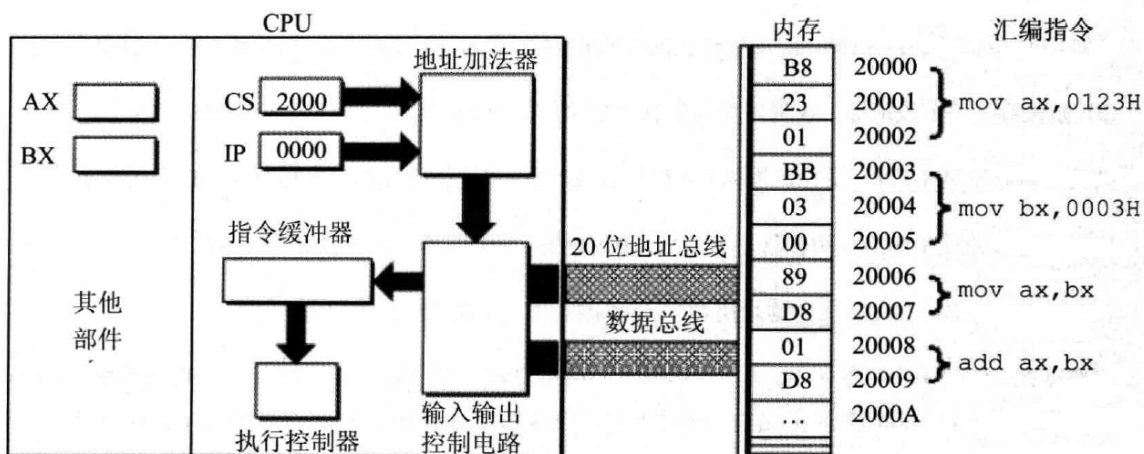 CPU
内存
汇编指令
地址加法器
AX
CS 2000
BX
IP 0000
指令缓冲器
20 位地址总线
数据总线
其他
部件
执行控制器
输入输出
控制电路
B8 20000
23 20001 mov ax,0123H
01 20002
BB 20003
03 20004 mov bx,0003H
00 20005
89 20006
mov ax,bx
D8 20007
01 20008
add ax,bx
D8 20009
… 2000A